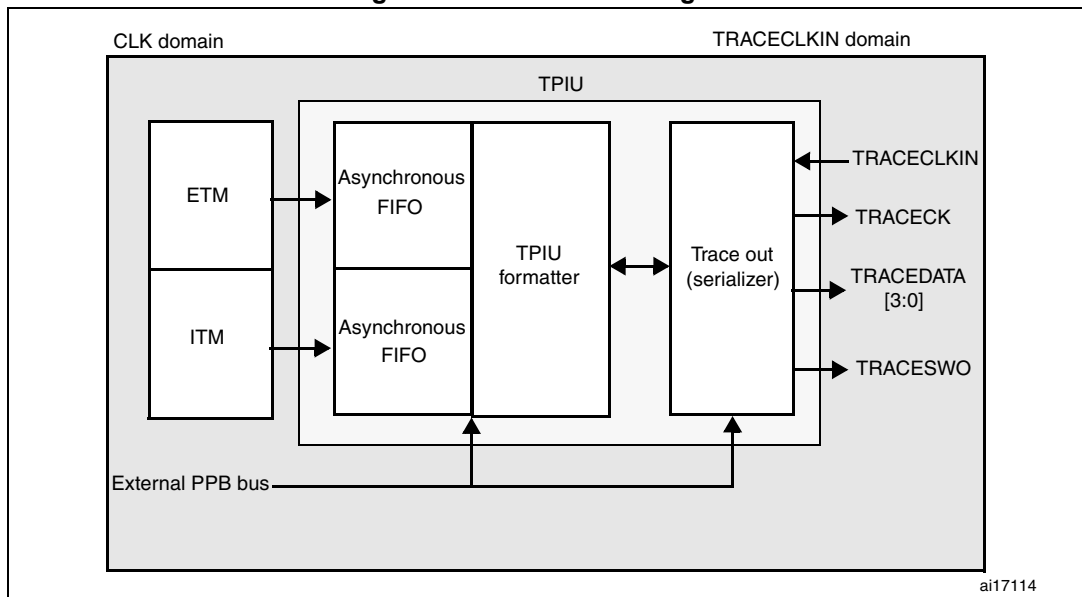 CLK domain
TRACECLKIN domain
TPIU
ETM
Asynchronous
FIFO
TPIU
formatter
Trace out
(serializer)
TRACECLKIN
TRACECK
TRACEDATA
[3:0]
TRACESWO
ITM
Asynchronous
FIFO
External PPB bus
ai17114